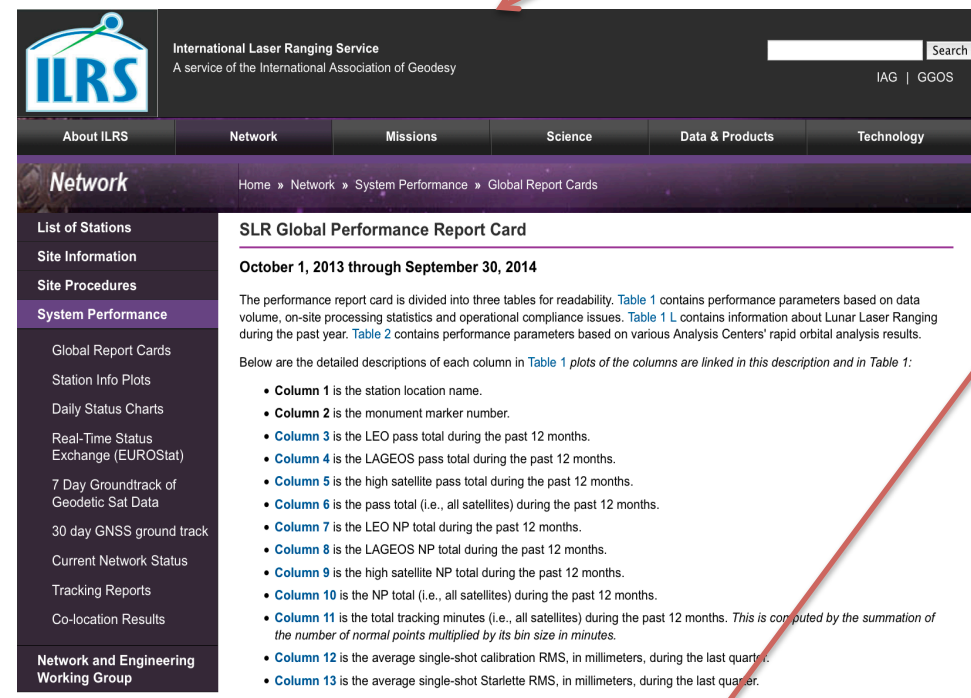 ILRS
International Laser Ranging Service
A service of the International Association of Geodesy
Search
IAG | GGOS
About ILRS
Network
Missions
Science
Data & Products
Technology
Network
Home » Network » System Performance » Global Report Cards
List of Stations
Site Information
Site Procedures
System Performance
Global Report Cards
Station Info Plots
Daily Status Charts
Real-Time Status
Exchange (EUROStat)
7 Day Groundtrack of
Geodetic Sat Data
30 day GNSS ground track
Current Network Status
Tracking Reports
Co-location Results
Network and Engineering
Working Group
SLR Global Performance Report Card
October 1, 2013 through September 30, 2014
The performance report card is divided into three tables for readability. Table 1 contains performance parameters based on data
volume, on-site processing statistics and operational compliance issues. Table 1 L contains information about Lunar Laser Ranging
during the past year. Table 2 contains performance parameters based on various Analysis Centers' rapid orbital analysis results.
Below are the detailed descriptions of each column in Table 1 plots of the columns are linked in this description and in Table 1:
• Column 1 is the station location name.
• Column 2 is the monument marker number.
• Column 3 is the LEO pass total during the past 12 months.
• Column 4 is the LAGEOS pass total during the past 12 months.
• Column 5 is the high satellite pass total during the past 12 months.
• Column 6 is the pass total (i.e., all satellites) during the past 12 months.
• Column 7 is the LEO NP total during the past 12 months.
• Column 8 is the LAGEOS NP total during the past 12 months.
• Column 9 is the high satellite NP total during the past 12 months.
• Column 10 is the NP total (i.e., all satellites) during the past 12 months.
• Column 11 is the total tracking minutes (i.e., all satellites) during the past 12 months. This is computed by the summation of
the number of normal points multiplied by its bin size in minutes.
• Column 12 is the average single-shot calibration RMS, in millimeters, during the last quarter.
• Column 13 is the average single-shot Starlette RMS, in millimeters, during the last quarter.